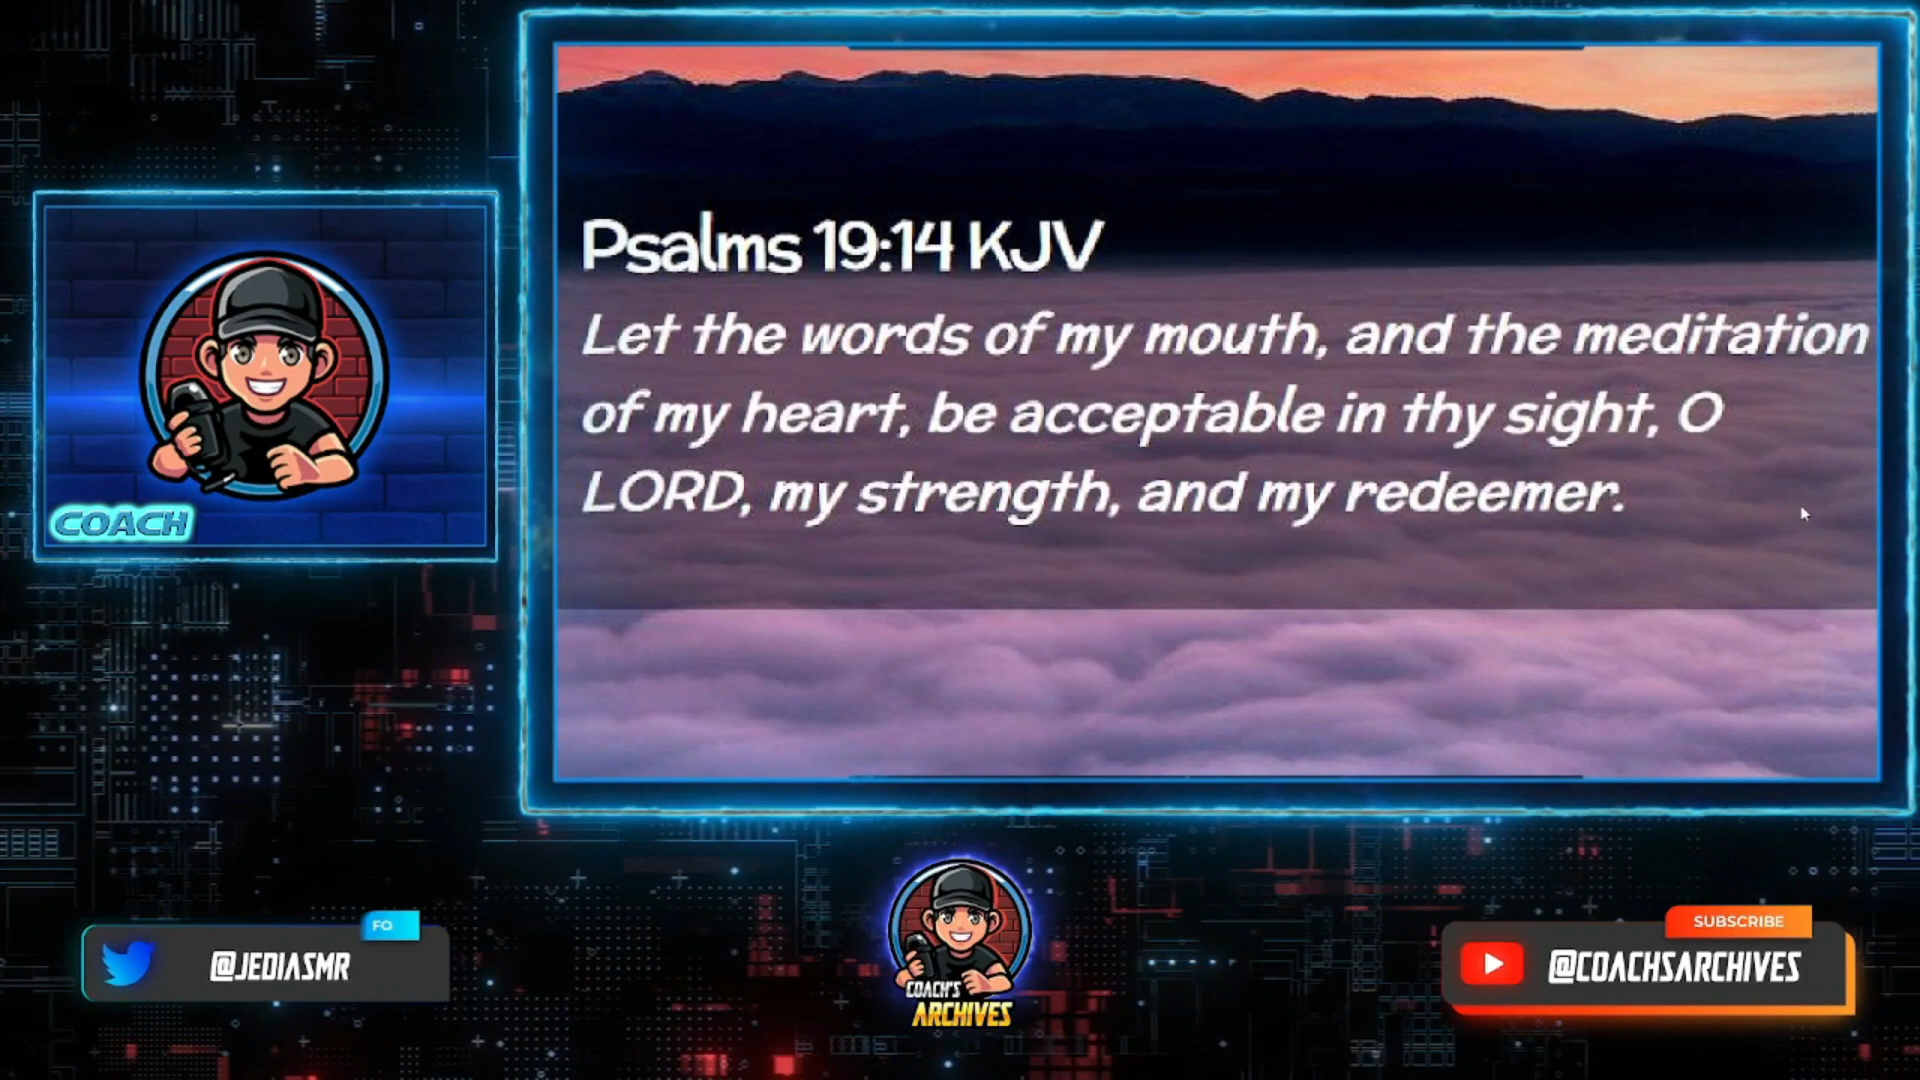 Psalms 19:14 KJV
Let the words of my mouth, and the meditation
of my heart, be acceptable in thy sight, O
LORD, my strength, and my redeemer.
COACH
FO
@JEDIASMR
COACH'S
ARCHIVES
SUBSCRIBE
@COACHSARCHIVES